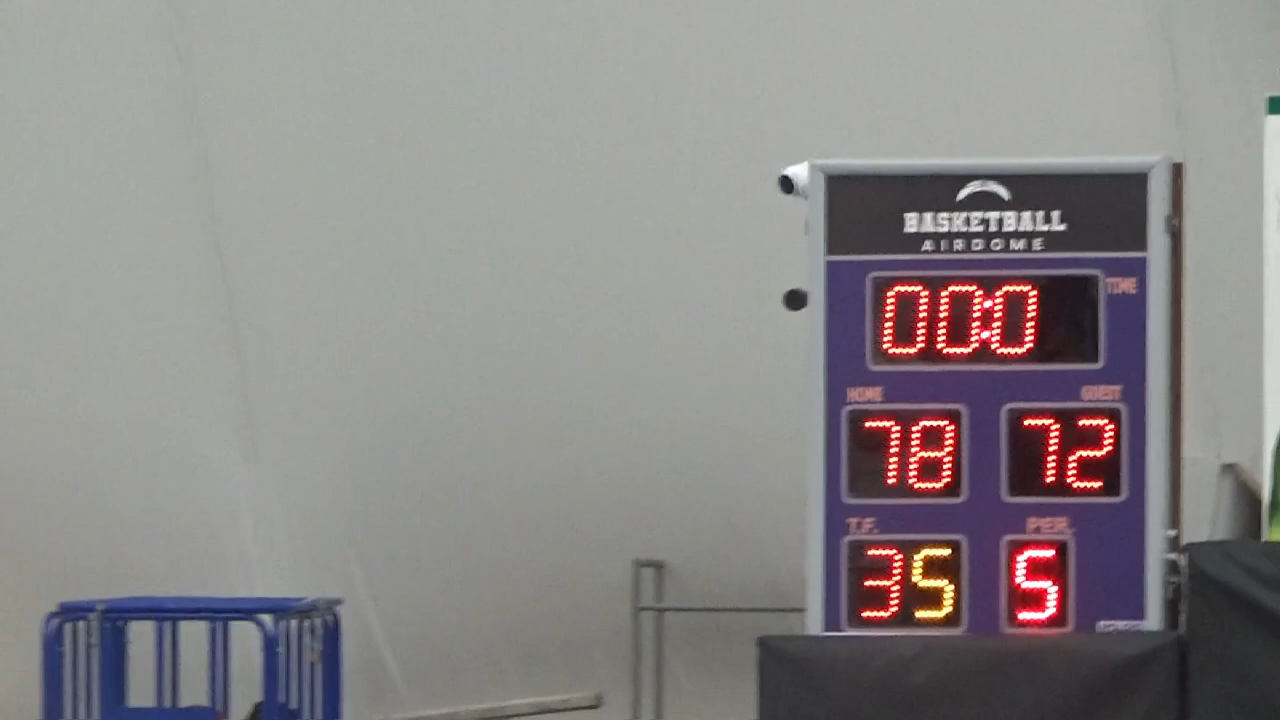 BASKETBALL
AIRDOME
TIME
00:0
HOME GUEST
78 72
T.F. PER.
35 5